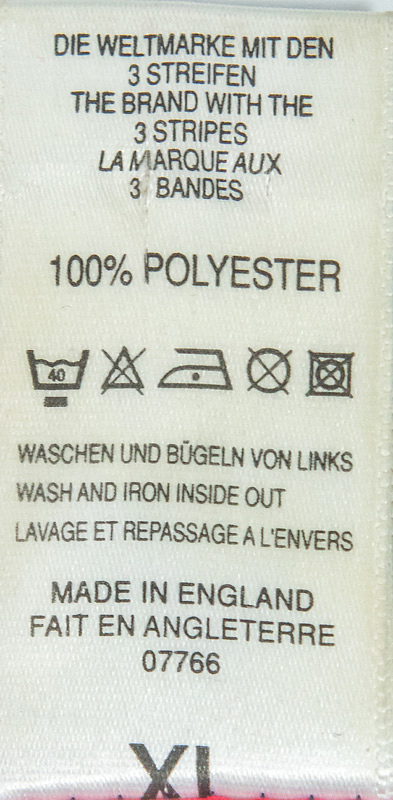 DIE WELTMARKE MIT DEN
3 STREIFEN
THE BRAND WITH THE
3 STRIPES
LA MARQUE AUX
3 BANDES
100% POLYESTER
40
WASCHEN UND BÜGELN VON LINKS
WASH AND IRON INSIDE OUT
LAVAGE ET REPASSAGE A L'ENVERS
MADE IN ENGLAND
FAIT EN ANGLETERRE
07766
XL